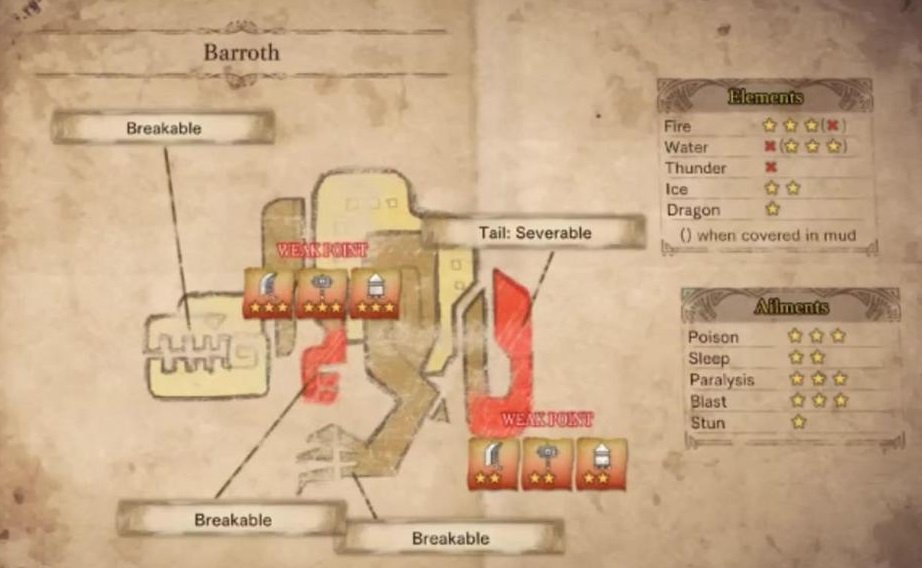 Barroth
Breakable
Tail: Severable
WEAK POINT
WEAK POINT
Breakable
Breakable
Elements
Fire
Water
Thunder
Ice
Dragon
() when covered in mud
Ailments
Poison
Sleep
Paralysis
Blast
Stun